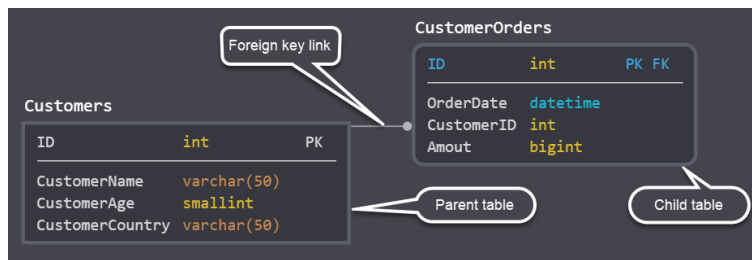 CustomerOrders
Foreign key link
ID int PK FK
OrderDate datetime
CustomerID int
Amout bigint
Customers
ID int PK
CustomerName varchar(50)
CustomerAge smallint
CustomerCountry varchar(50)
Parent table
Child table